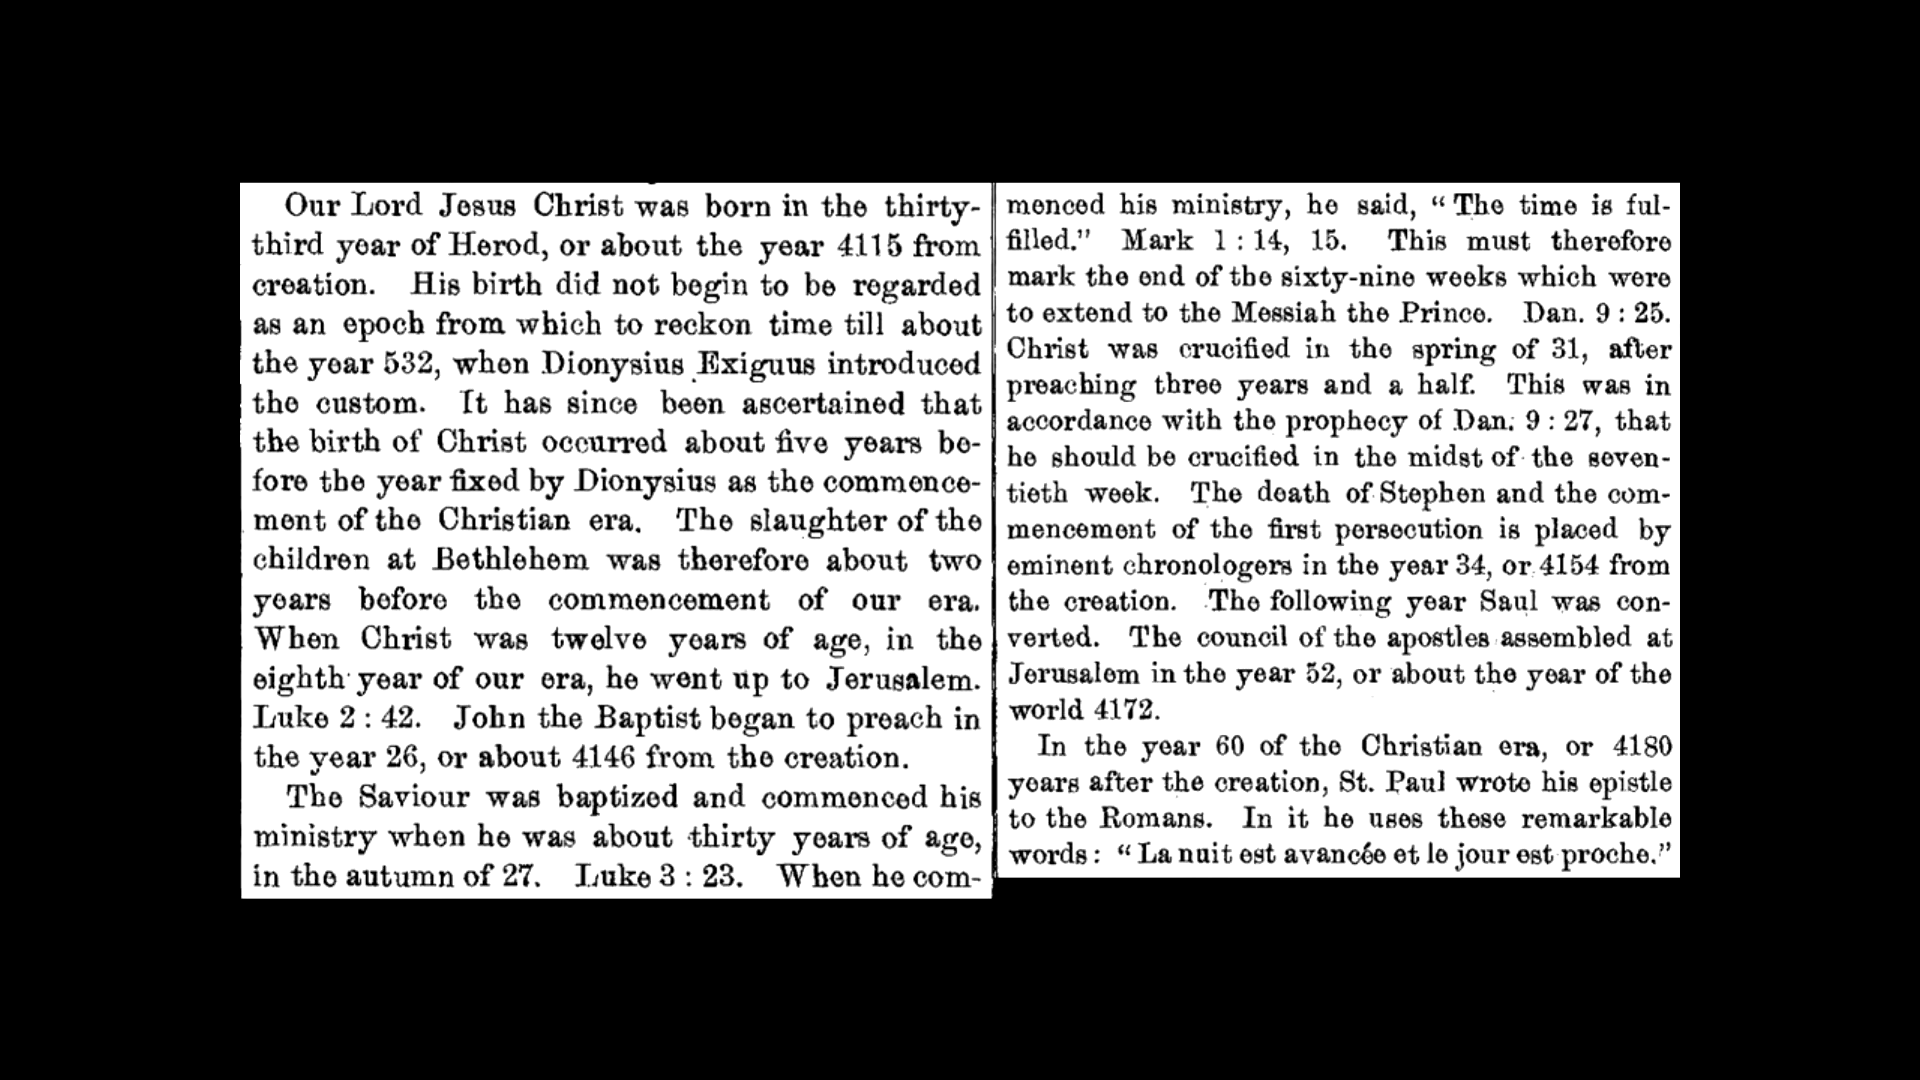 Our Lord Jesus Christ was born in the thirty-
third year of Herod, or about the year 4115 from
creation. His birth did not begin to be regarded
as an epoch from which to reckon time till about
the year 532, when Dionysius Exiguus introduced
the custom. It has since been ascertained that
the birth of Christ occurred about five years be-
fore the year fixed by Dionysius as the commence-
ment of the Christian era. The slaughter of the
children at Bethlehem was therefore about two
years before the commencement of our era.
When Christ was twelve years of age, in the
eighth year of our era, he went up to Jerusalem.
Luke 2 : 42. John the Baptist began to preach in
the year 26, or about 4146 from the creation.
The Saviour was baptized and commenced his
ministry when he was about thirty years of age,
in the autumn of 27. Luke 3 : 23. When he com-
menced his ministry, he said, “The time is ful-
filled.” Mark 1 : 14, 15. This must therefore
mark the end of the sixty-nine weeks which were
to extend to the Messiah the Prince. Dan. 9 : 25.
Christ was crucified in the spring of 31, after
preaching three years and a half. This was in
accordance with the prophecy of Dan. 9 : 27, that
he should be crucified in the midst of the seven-
tieth week. The death of Stephen and the com-
mencement of the first persecution is placed by
eminent chronologers in the year 34, or 4154 from
the creation. The following year Saul was con-
verted. The council of the apostles assembled at
Jerusalem in the year 52, or about the year of the
world 4172.
In the year 60 of the Christian era, or 4180
years after the creation, St. Paul wrote his epistle
to the Romans. In it he uses these remarkable
words: “La nuit est avancée et le jour est proche.”